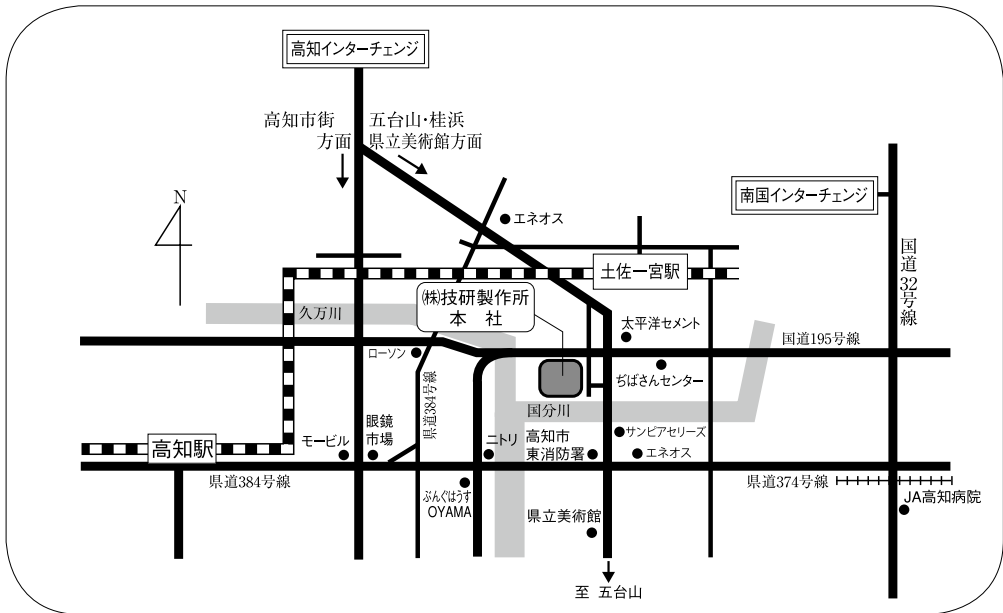 高知インターチェンジ
高知市街
方面
五台山・桂浜
県立美術館方面
南国インターチェンジ
N
エネオス
国道32号線
土佐一宮駅
㈱技研製作所
本 社
久万川
太平洋セメント
国道195号線
ローソン
ぢばさんセンター
県道384号線
国分川
眼鏡
市場
モービル
ニトリ
高知市
東消防署
サンピアセリーズ
エネオス
高知駅
県道384号線
県道374号線
ぶんぐはうす
OYAMA
県立美術館
JA高知病院
至 五台山